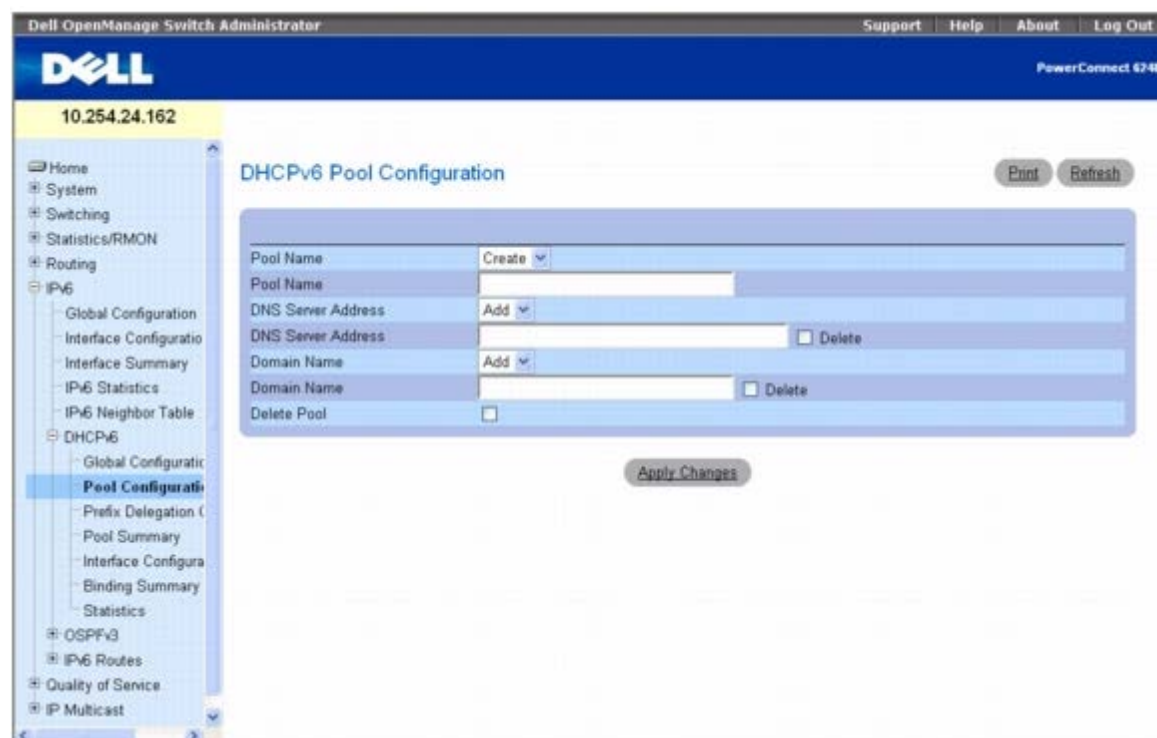 Dell OpenManage Switch Administrator
Support Help About Log Out
DELL
PowerConnect 6248
10.254.24.162
Home
System
Switching
Statistics/RMON
Routing
IPv6
Global Configuration
Interface Configuratio
Interface Summary
IPv6 Statistics
IPv6 Neighbor Table
DHCPv6
Global Configuratic
Pool Configurati
Prefix Delegation C
Pool Summary
Interface Configura
Binding Summary
Statistics
OSPFv3
IPv6 Routes
Quality of Service
IP Multicast
DHCPv6 Pool Configuration
Print Refresh
Pool Name Create
Pool Name
DNS Server Address Add
DNS Server Address Delete
Domain Name Add
Domain Name Delete
Delete Pool
Apply Changes